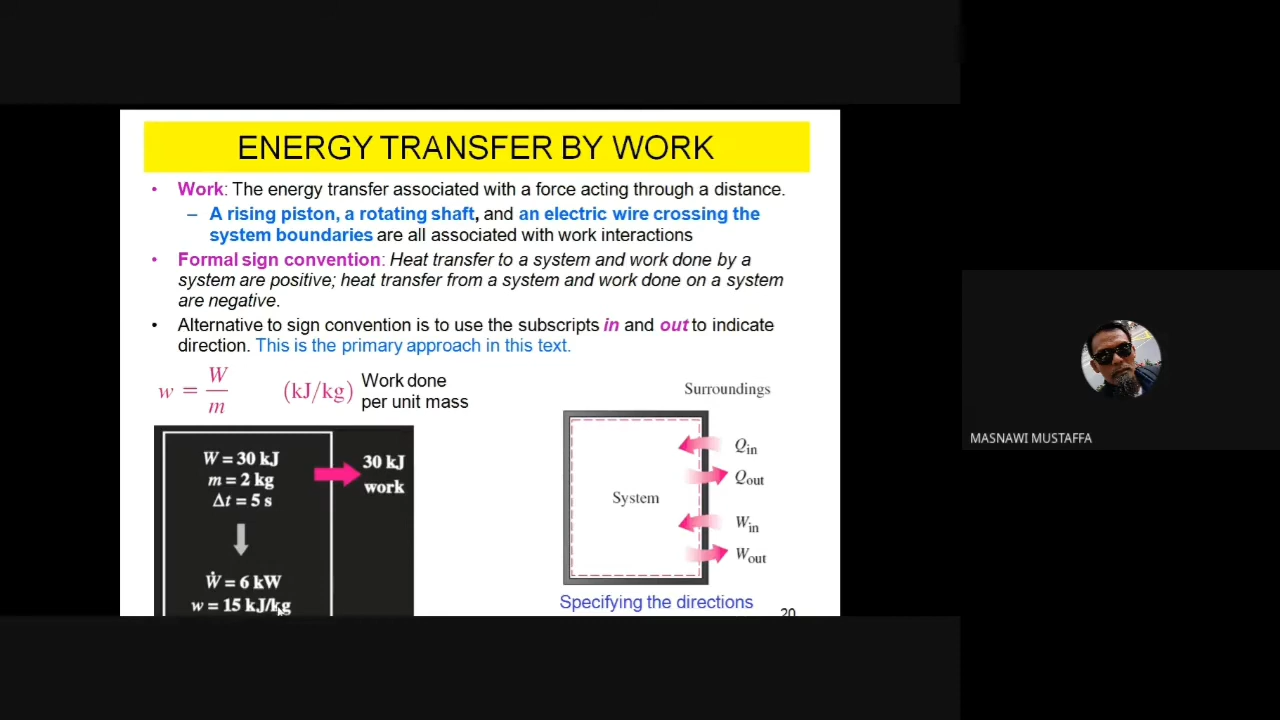 ENERGY TRANSFER BY WORK
• Work: The energy transfer associated with a force acting through a distance.
– A rising piston, a rotating shaft, and an electric wire crossing the
system boundaries are all associated with work interactions
• Formal sign convention: Heat transfer to a system and work done by a
system are positive; heat transfer from a system and work done on a system
are negative.
• Alternative to sign convention is to use the subscripts in and out to indicate
direction. This is the primary approach in this text.
w = W/m (kJ/kg) Work done
per unit mass
W = 30 kJ
m = 2 kg
Δt = 5 s
30 kJ
work
Ẇ = 6 kW
w = 15 kJ/kg
Surroundings
System
Qin
Qout
Win
Wout
Specifying the directions
20
MASNAWI MUSTAFFA